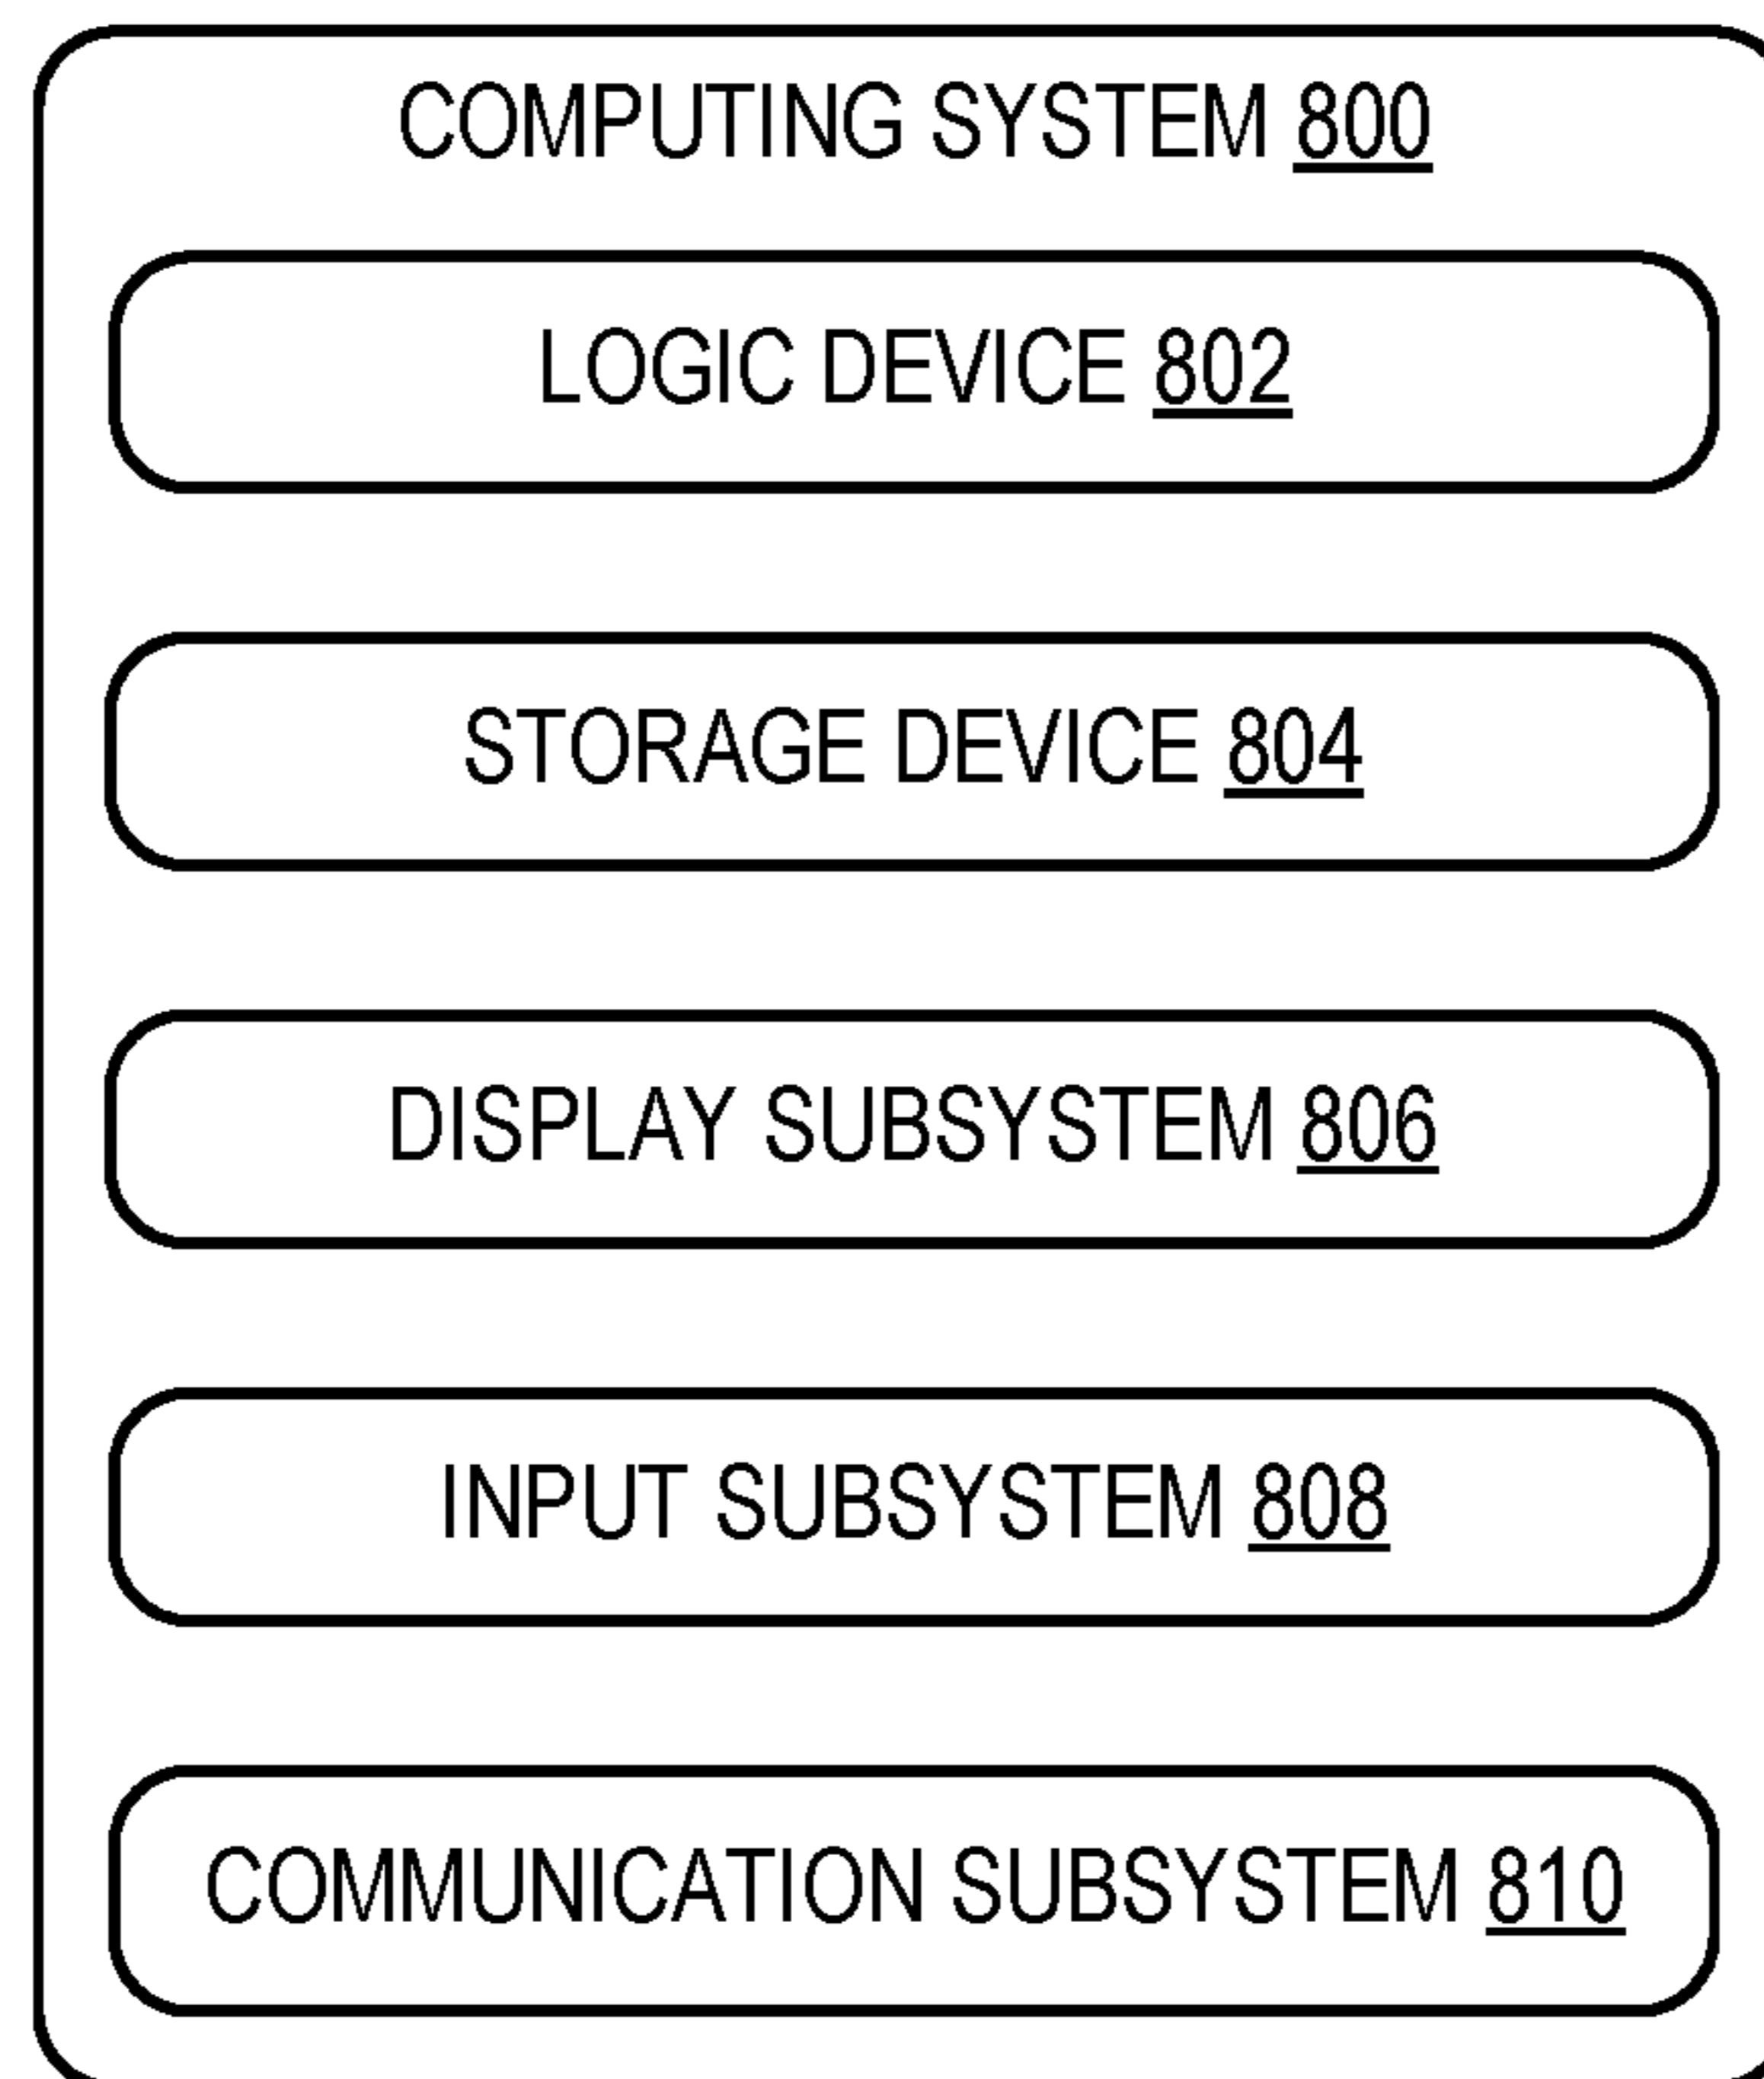 COMPUTING SYSTEM 800
LOGIC DEVICE 802
STORAGE DEVICE 804
DISPLAY SUBSYSTEM 806
INPUT SUBSYSTEM 808
COMMUNICATION SUBSYSTEM 810